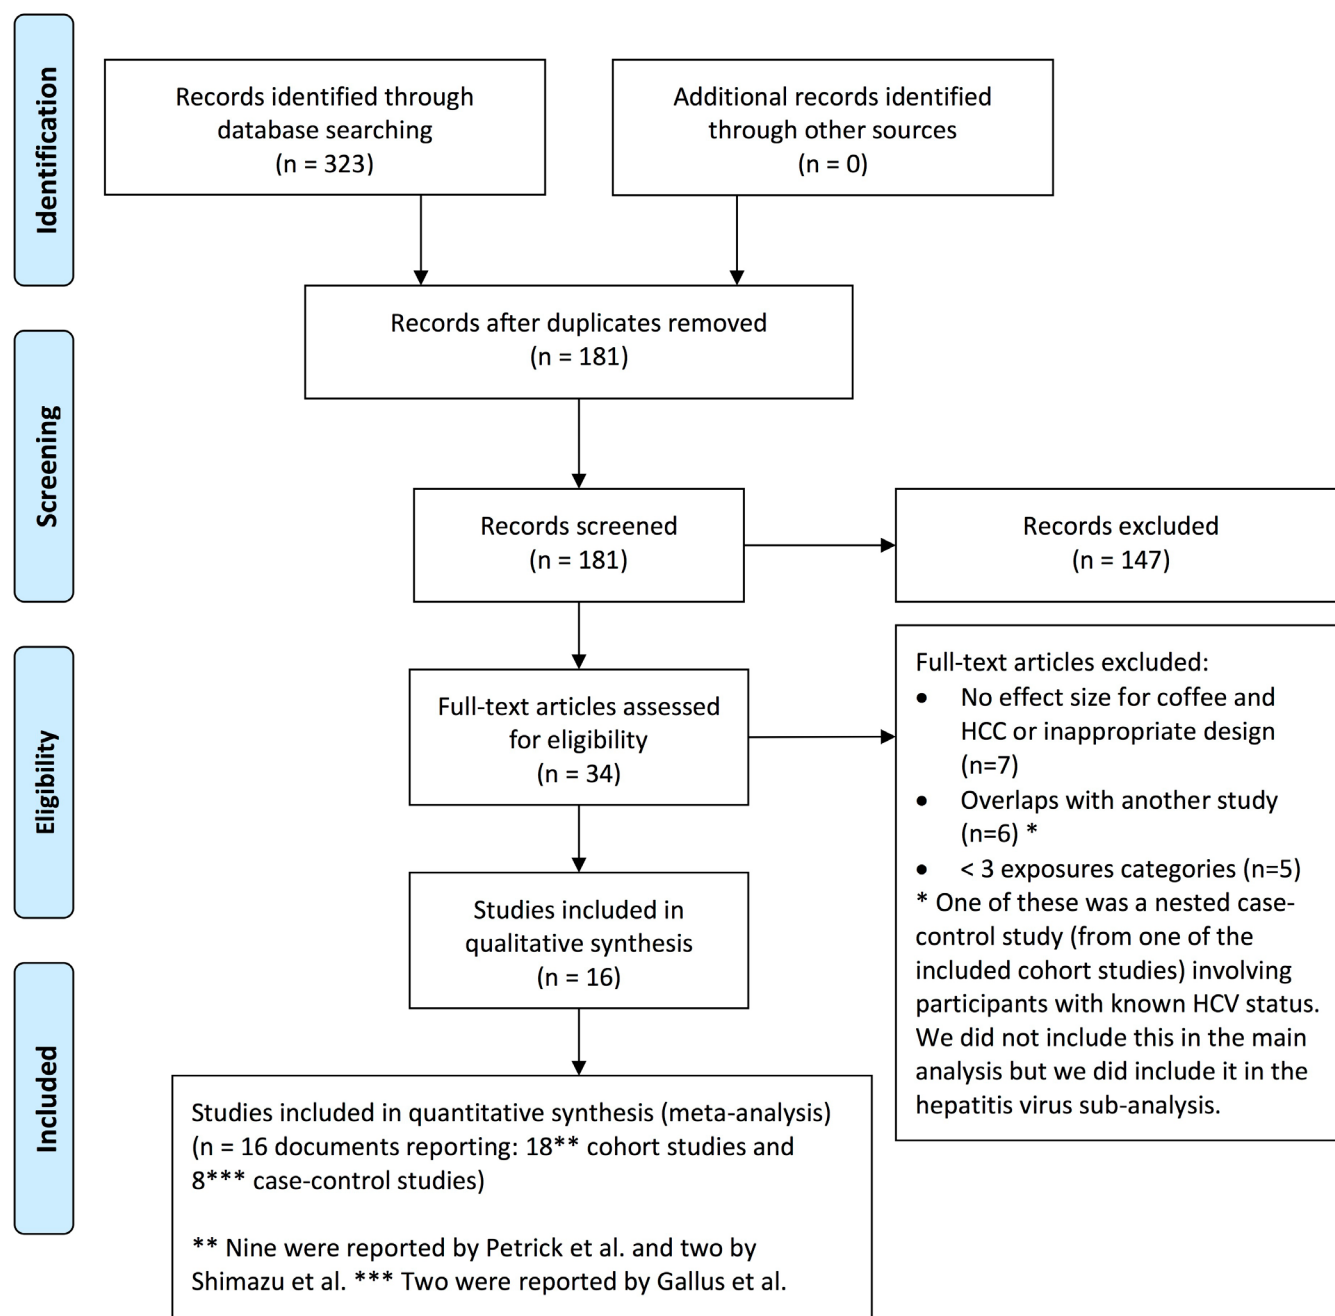 Identification
Records identified through
database searching
(n = 323)
Additional records identified
through other sources
(n = 0)
Records after duplicates removed
(n = 181)
Screening
Records screened
(n = 181)
Records excluded
(n = 147)
Eligibility
Full-text articles assessed
for eligibility
(n = 34)
Full-text articles excluded:
• No effect size for coffee and
HCC or inappropriate design
(n=7)
• Overlaps with another study
(n=6) *
• < 3 exposures categories (n=5)
* One of these was a nested case-
control study (from one of the
included cohort studies) involving
participants with known HCV status.
We did not include this in the main
analysis but we did include it in the
hepatitis virus sub-analysis.
Studies included in
qualitative synthesis
(n = 16)
Included
Studies included in quantitative synthesis (meta-analysis)
(n = 16 documents reporting: 18** cohort studies and
8*** case-control studies)
** Nine were reported by Petrick et al. and two by
Shimazu et al. *** Two were reported by Gallus et al.